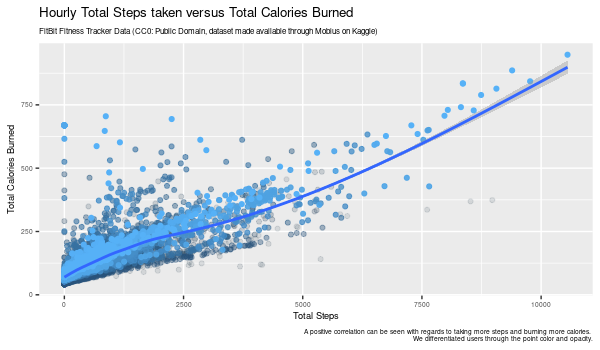 Hourly Total Steps taken versus Total Calories Burned
FitBit Fitness Tracker Data (CC0: Public Domain, dataset made available through Mobius on Kaggle)
Total Calories Burned
750
500
250
0
0
2500
5000
7500
10000
Total Steps
A positive correlation can be seen with regards to taking more steps and burning more calories.
We differentiated users through the point color and opacity.